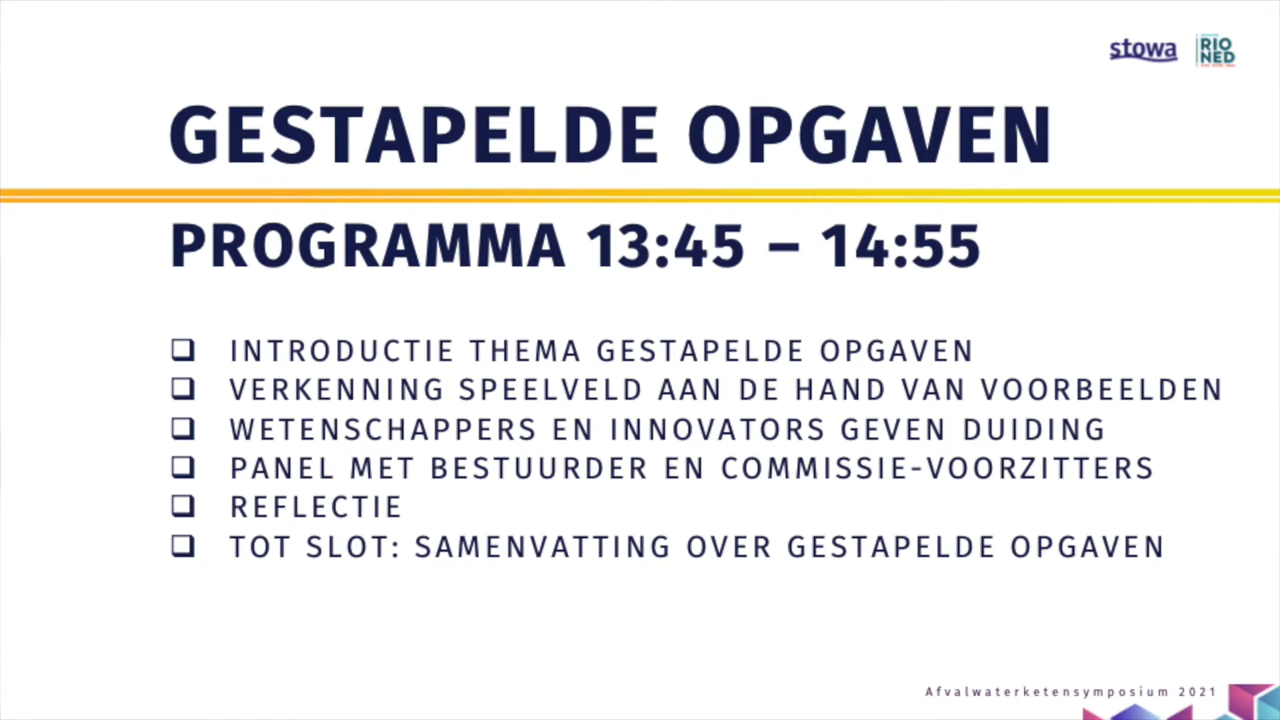 stowa
RIO
NED
GESTAPELDE OPGAVEN
PROGRAMMA 13:45 – 14:55
❑ INTRODUCTIE THEMA GESTAPELDE OPGAVEN
❑ VERKENNING SPEELVELD AAN DE HAND VAN VOORBEELDEN
❑ WETENSCHAPPERS EN INNOVATORS GEVEN DUIDING
❑ PANEL MET BESTUURDER EN COMMISSIE-VOORZITTERS
❑ REFLECTIE
❑ TOT SLOT: SAMENVATTING OVER GESTAPELDE OPGAVEN
Afvalwaterketensymposium 2021